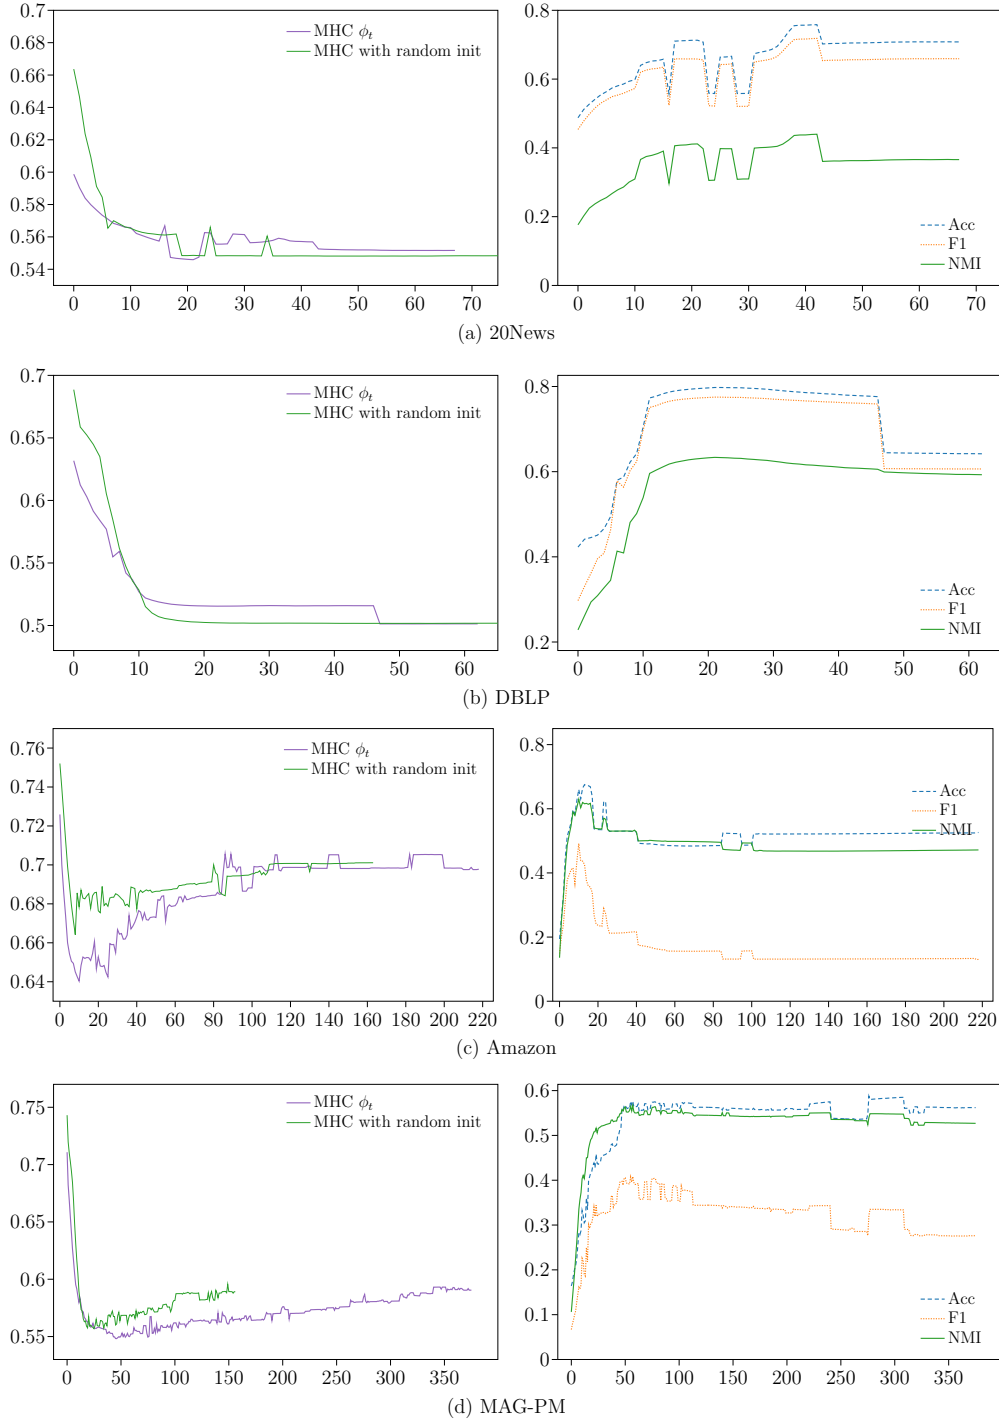 MHC ϕt
MHC with random init
0.7
0.68
0.66
0.64
0.62
0.6
0.58
0.56
0.54
0 10 20 30 40 50 60 70
Acc
F1
NMI
0.8
0.6
0.4
0.2
0
0 10 20 30 40 50 60 70
(a) 20News
MHC ϕt
MHC with random init
0.7
0.65
0.6
0.55
0.5
0 10 20 30 40 50 60
Acc
F1
NMI
0.8
0.6
0.4
0.2
0 10 20 30 40 50 60
(b) DBLP
MHC ϕt
MHC with random init
0.76
0.74
0.72
0.7
0.68
0.66
0.64
0 20 40 60 80 100 120 140 160 180 200 220
Acc
F1
NMI
0.8
0.6
0.4
0.2
0
0 20 40 60 80 100 120 140 160 180 200 220
(c) Amazon
MHC ϕt
MHC with random init
0.75
0.7
0.65
0.6
0.55
0 50 100 150 200 250 300 350
Acc
F1
NMI
0.6
0.5
0.4
0.3
0.2
0.1
0
0 50 100 150 200 250 300 350
(d) MAG-PM